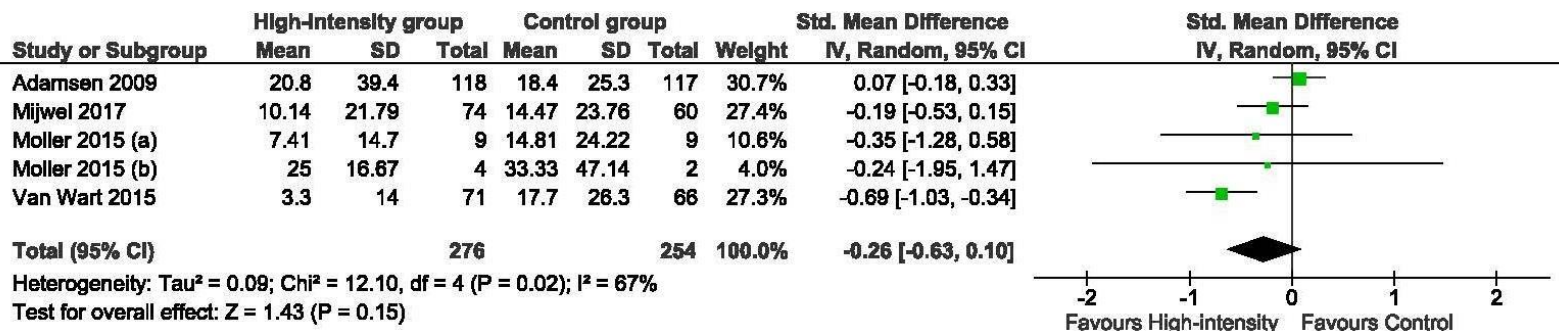 High-intensity group Control group Std. Mean Difference Std. Mean Difference
Study or Subgroup Mean SD Total Mean SD Total Weight IV, Random, 95% CI IV, Random, 95% CI
Adamsen 2009 20.8 39.4 118 18.4 25.3 117 30.7% 0.07 [-0.18, 0.33]
Mijwel 2017 10.14 21.79 74 14.47 23.76 60 27.4% -0.19 [-0.53, 0.15]
Moller 2015 (a) 7.41 14.7 9 14.81 24.22 9 10.6% -0.35 [-1.28, 0.58]
Moller 2015 (b) 25 16.67 4 33.33 47.14 2 4.0% -0.24 [-1.95, 1.47]
Van Wart 2015 3.3 14 71 17.7 26.3 66 27.3% -0.69 [-1.03, -0.34]
Total (95% CI) 276 254 100.0% -0.26 [-0.63, 0.10]
Heterogeneity: Tau² = 0.09; Chi² = 12.10, df = 4 (P = 0.02); I² = 67%
Test for overall effect: Z = 1.43 (P = 0.15)
-2 -1 0 1 2
Favours High-intensity Favours Control